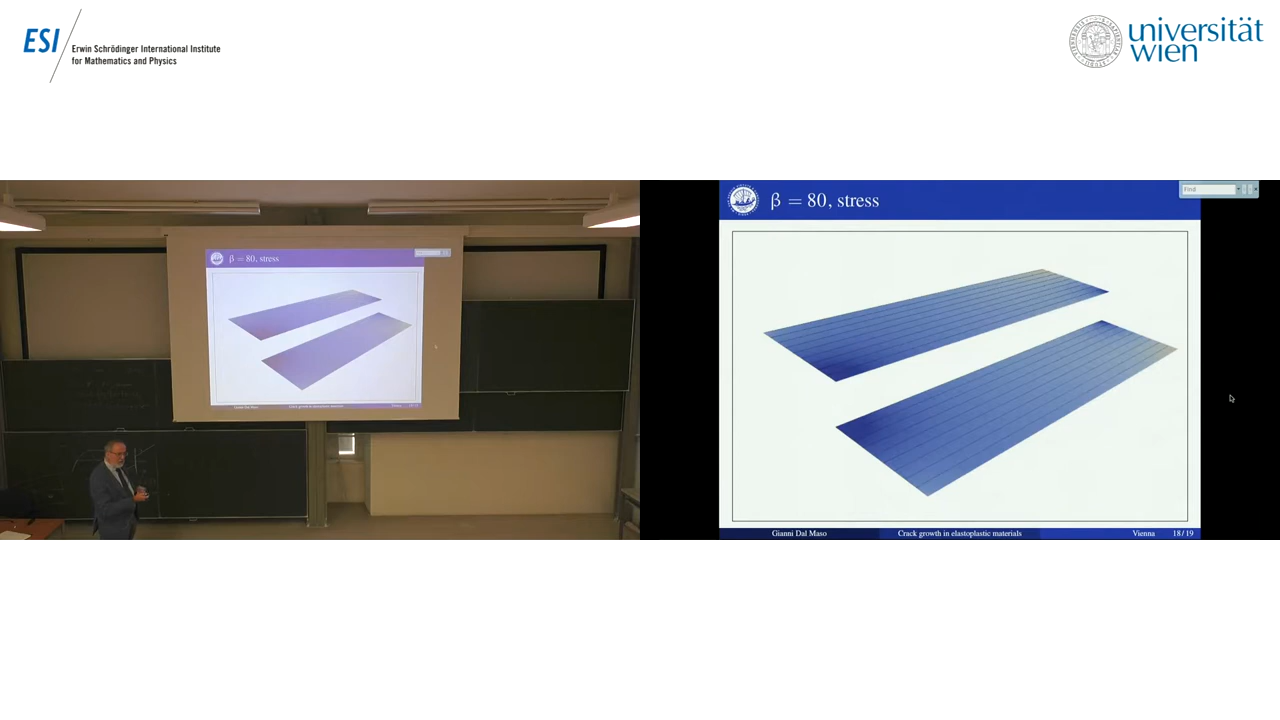 ESI
Erwin Schrödinger International Institute
for Mathematics and Physics
universität
wien
β = 80, stress
β = 80, stress
Find
Gianni Dal Maso
Crack growth in elastoplastic materials
Vienna
18/19